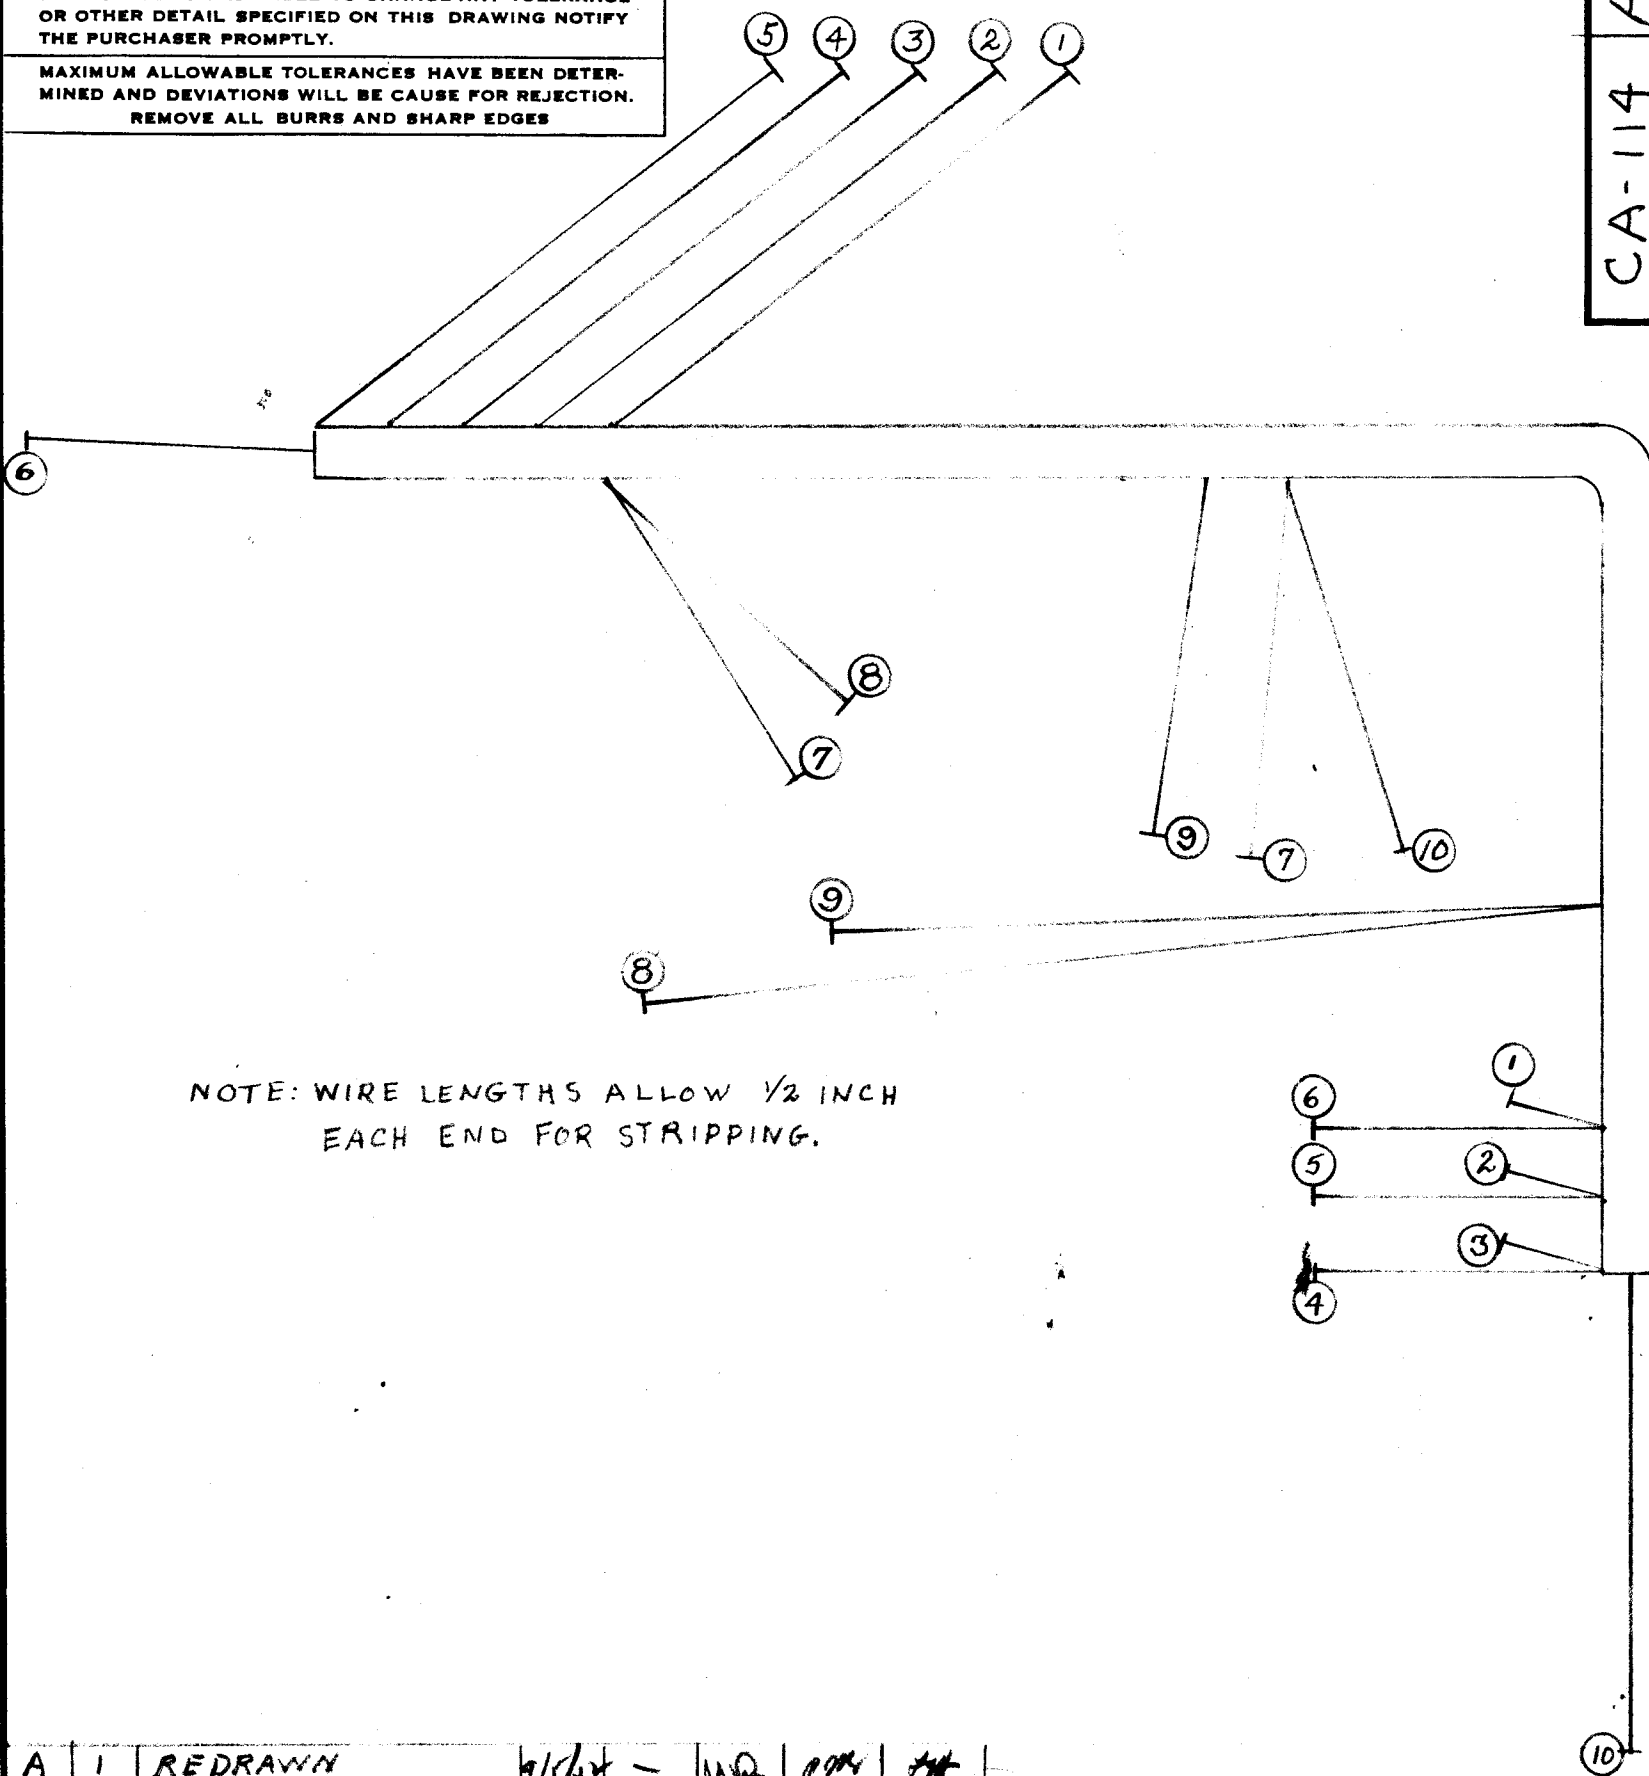 OR OTHER DETAIL SPECIFIED ON THIS DRAWING NOTIFY
THE PURCHASER PROMPTLY.
MAXIMUM ALLOWABLE TOLERANCES HAVE BEEN DETER-
MINED AND DEVIATIONS WILL BE CAUSE FOR REJECTION.
REMOVE ALL BURRS AND SHARP EDGES
5 4 3 2 1
CA-114
6
8
7
9 7 10
9
8
NOTE: WIRE LENGTHS ALLOW 1/2 INCH
EACH END FOR STRIPPING.
1
6
5 2
3
4
10
A 1 REDRAWN